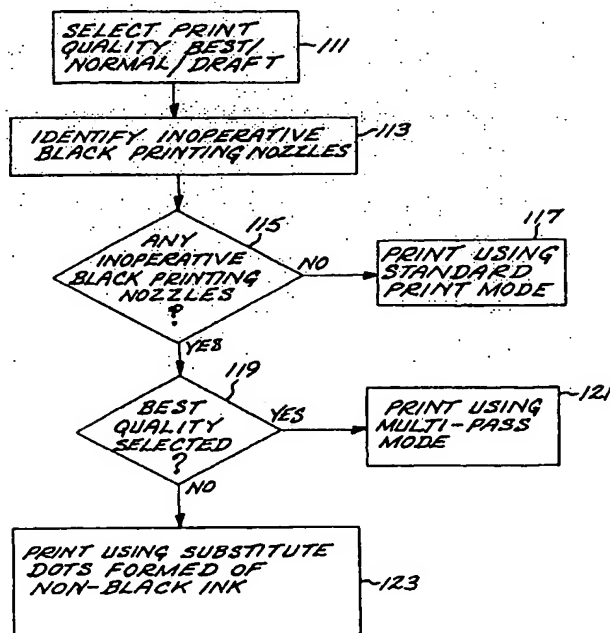 SELECT PRINT
QUALITY BEST/
NORMAL/DRAFT
111
IDENTIFY INOPERATIVE
BLACK PRINTING NOZZLES
113
115
ANY
INOPERATIVE
BLACK PRINTING
NOZZLES
?
NO
117
PRINT USING
STANDARD
PRINT MODE
YES
119
BEST
QUALITY
SELECTED
?
YES
121
PRINT USING
MULTI-PASS
MODE
NO
PRINT USING SUBSTITUTE
DOTS FORMED OF
NON-BLACK INK
123